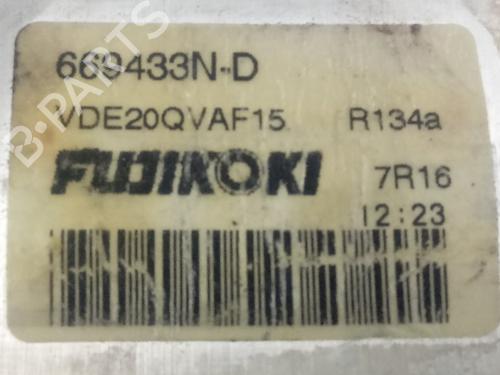 669433N-D
VDE20QVAF15 R134a
FUJIKOKI 7R16
12:23
B-PARTS